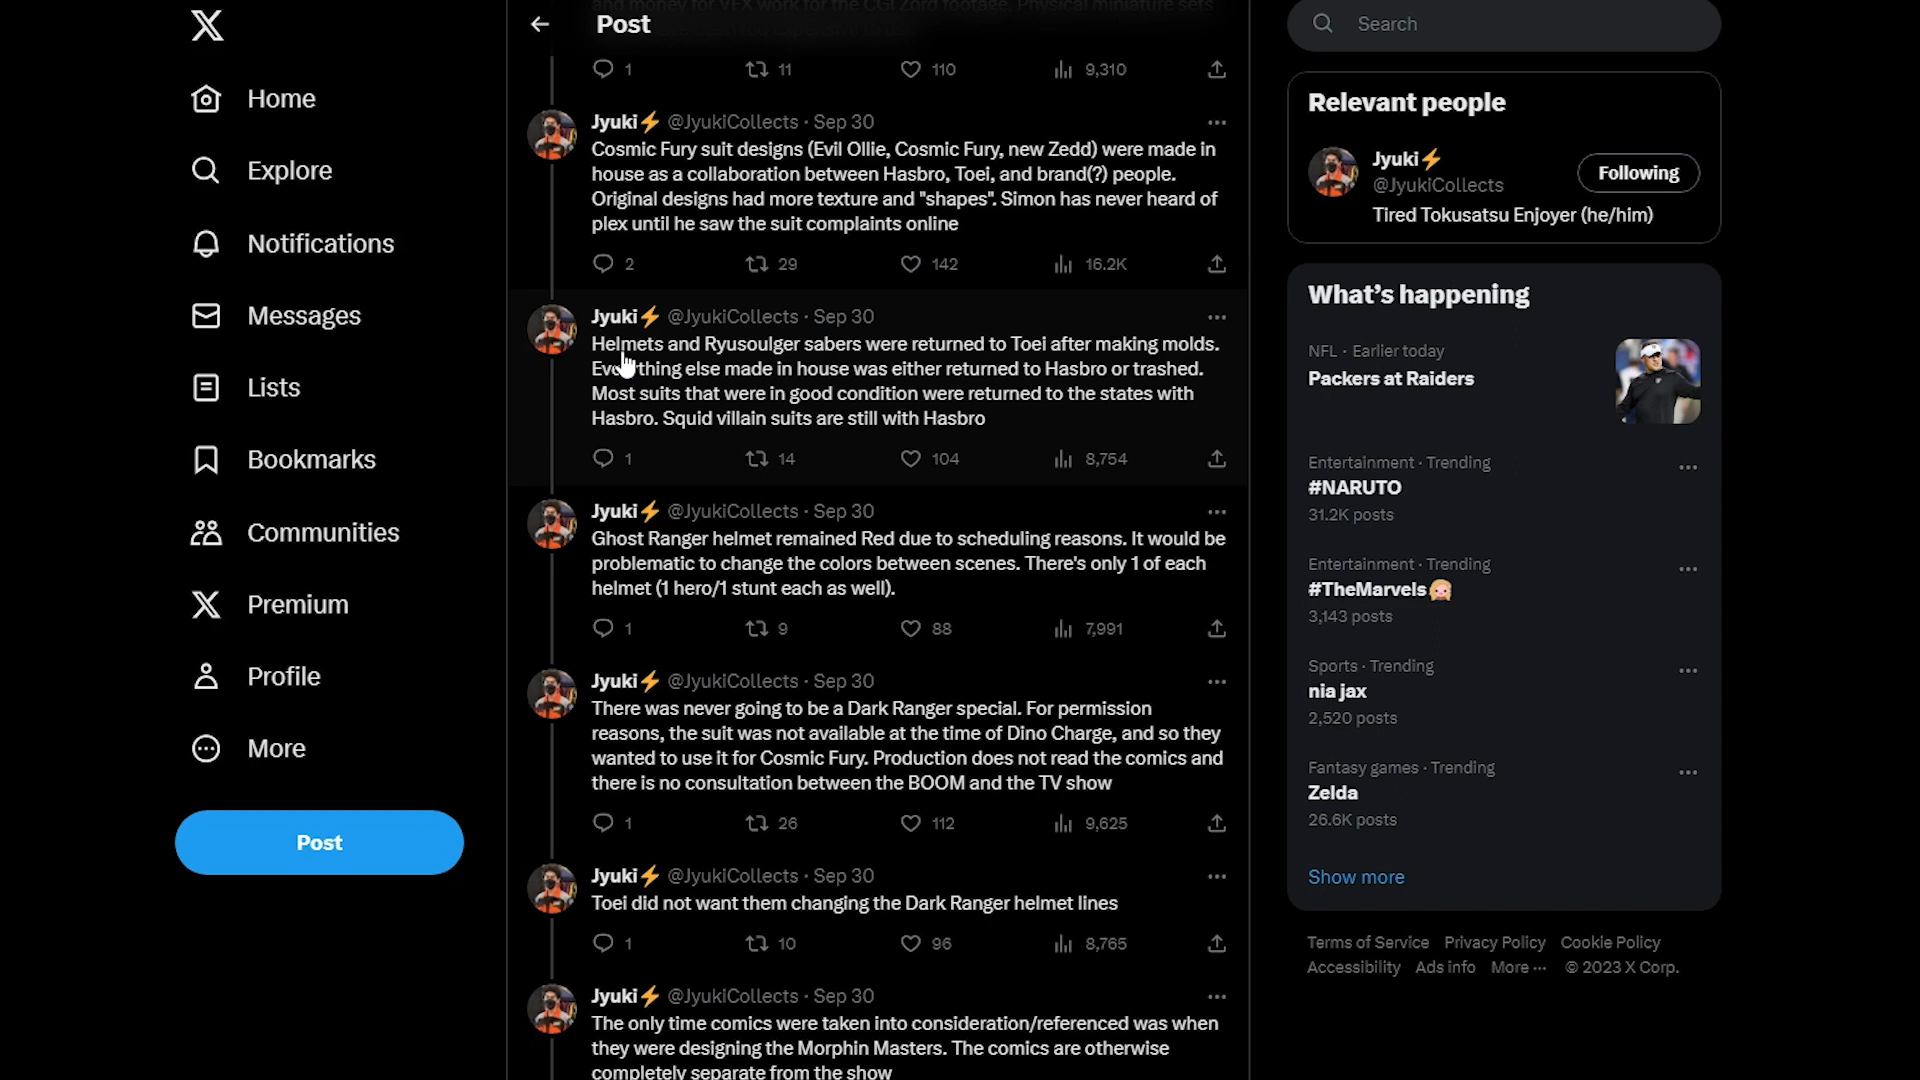 Home
Explore
Notifications
Messages
Lists
Bookmarks
Communities
Premium
Profile
More
Post
Post
and money for VFX work for the CGI Zord footage. Physical miniature sets
1 11 110 9,310
Jyuki⚡ @JyukiCollects · Sep 30
Cosmic Fury suit designs (Evil Ollie, Cosmic Fury, new Zedd) were made in
house as a collaboration between Hasbro, Toei, and brand(?) people.
Original designs had more texture and "shapes". Simon has never heard of
plex until he saw the suit complaints online
2 29 142 16.2K
Jyuki⚡ @JyukiCollects · Sep 30
Helmets and Ryusoulger sabers were returned to Toei after making molds.
Everything else made in house was either returned to Hasbro or trashed.
Most suits that were in good condition were returned to the states with
Hasbro. Squid villain suits are still with Hasbro
1 14 104 8,754
Jyuki⚡ @JyukiCollects · Sep 30
Ghost Ranger helmet remained Red due to scheduling reasons. It would be
problematic to change the colors between scenes. There's only 1 of each
helmet (1 hero/1 stunt each as well).
1 9 88 7,991
Jyuki⚡ @JyukiCollects · Sep 30
There was never going to be a Dark Ranger special. For permission
reasons, the suit was not available at the time of Dino Charge, and so they
wanted to use it for Cosmic Fury. Production does not read the comics and
there is no consultation between the BOOM and the TV show
1 26 112 9,625
Jyuki⚡ @JyukiCollects · Sep 30
Toei did not want them changing the Dark Ranger helmet lines
1 10 96 8,765
Jyuki⚡ @JyukiCollects · Sep 30
The only time comics were taken into consideration/referenced was when
they were designing the Morphin Masters. The comics are otherwise
completely separate from the show
Search
Relevant people
Jyuki⚡
@JyukiCollects
Following
Tired Tokusatsu Enjoyer (he/him)
What's happening
NFL · Earlier today
Packers at Raiders
Entertainment · Trending
#NARUTO
31.2K posts
Entertainment · Trending
#TheMarvels
3,143 posts
Sports · Trending
nia jax
2,520 posts
Fantasy games · Trending
Zelda
26.6K posts
Show more
Terms of Service Privacy Policy Cookie Policy
Accessibility Ads info More ··· © 2023 X Corp.